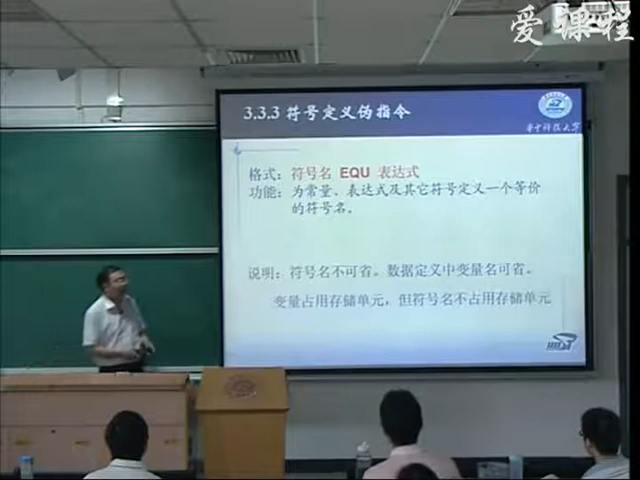 爱课程
3.3.3 符号定义伪指令
华中科技大学
格式：符号名 EQU 表达式
功能：为常量、表达式及其它符号定义一个等价
的符号名。
说明：符号名不可省。数据定义中变量名可省。
变量占用存储单元，但符号名不占用存储单元